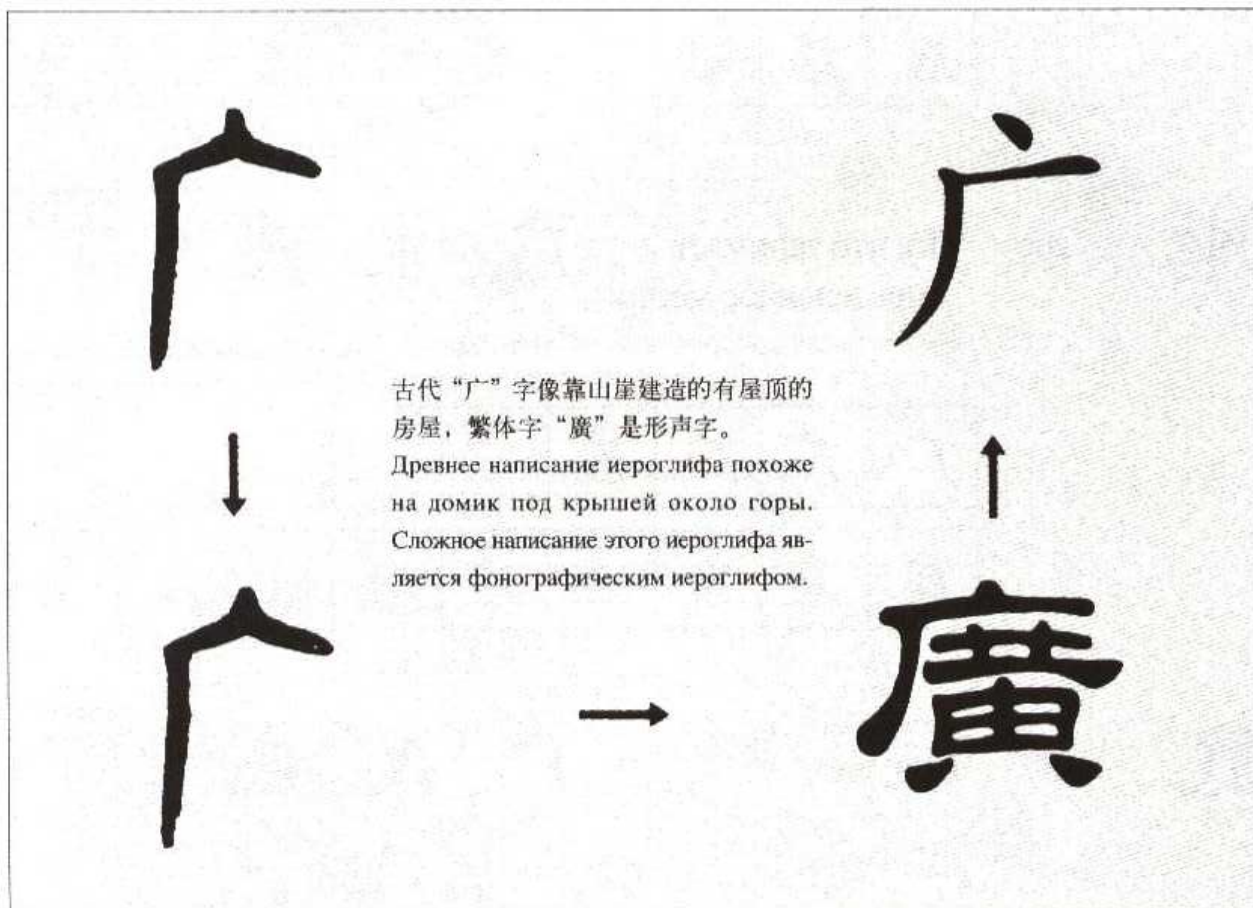 广
广
古代“广”字像靠山崖建造的有屋顶的
房屋，繁体字“廣”是形声字。
Древнее написание иероглифа похоже
на домик под крышей около горы.
Сложное написание этого иероглифа яв-
ляется фонографическим иероглифом.
广
廣